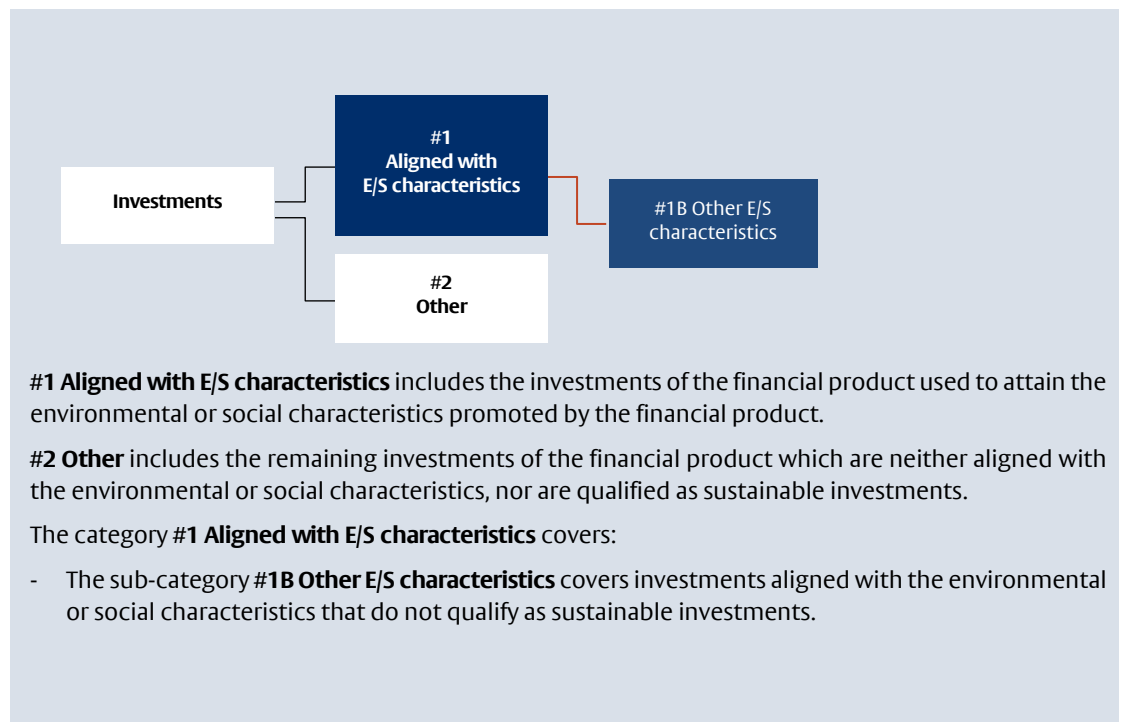 #1
Aligned with
E/S characteristics
Investments
#1B Other E/S
characteristics
#2
Other
#1 Aligned with E/S characteristics includes the investments of the financial product used to attain the
environmental or social characteristics promoted by the financial product.
#2 Other includes the remaining investments of the financial product which are neither aligned with
the environmental or social characteristics, nor are qualified as sustainable investments.
The category #1 Aligned with E/S characteristics covers:
- The sub-category #1B Other E/S characteristics covers investments aligned with the environmental
or social characteristics that do not qualify as sustainable investments.